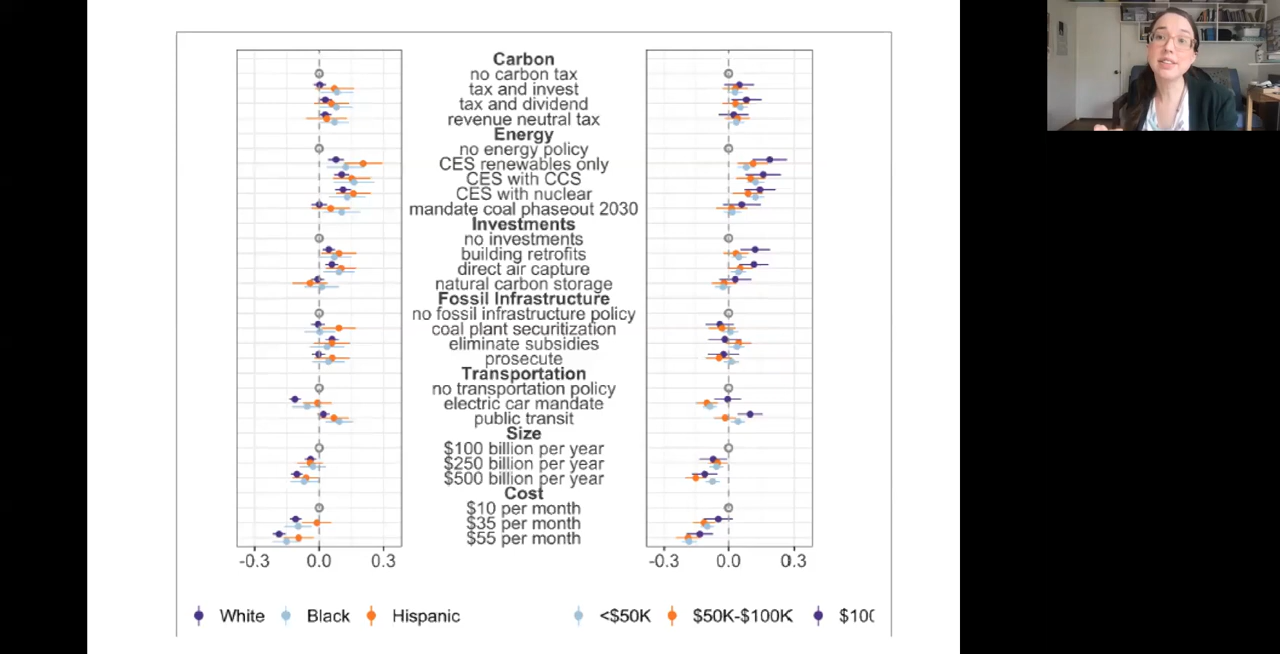 Carbon
no carbon tax
tax and invest
tax and dividend
revenue neutral tax
Energy
no energy policy
CES renewables only
CES with CCS
CES with nuclear
mandate coal phaseout 2030
Investments
no investments
building retrofits
direct air capture
natural carbon storage
Fossil Infrastructure
no fossil infrastructure policy
coal plant securitization
eliminate subsidies
prosecute
Transportation
no transportation policy
electric car mandate
public transit
Size
$100 billion per year
$250 billion per year
$500 billion per year
Cost
$10 per month
$35 per month
$55 per month
-0.3 0.0 0.3 -0.3 0.0 0.3
White Black Hispanic <$50K $50K-$100K $100